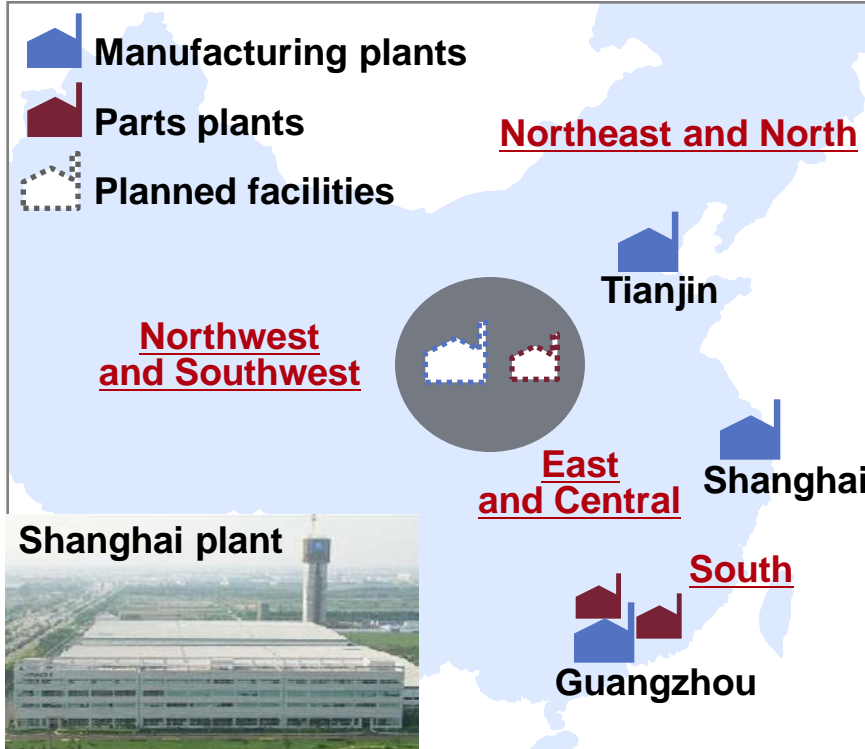 Manufacturing plants
Parts plants
Planned facilities
Northeast and North
Tianjin
Northwest
and Southwest
East
and Central
Shanghai
Shanghai plant
South
Guangzhou